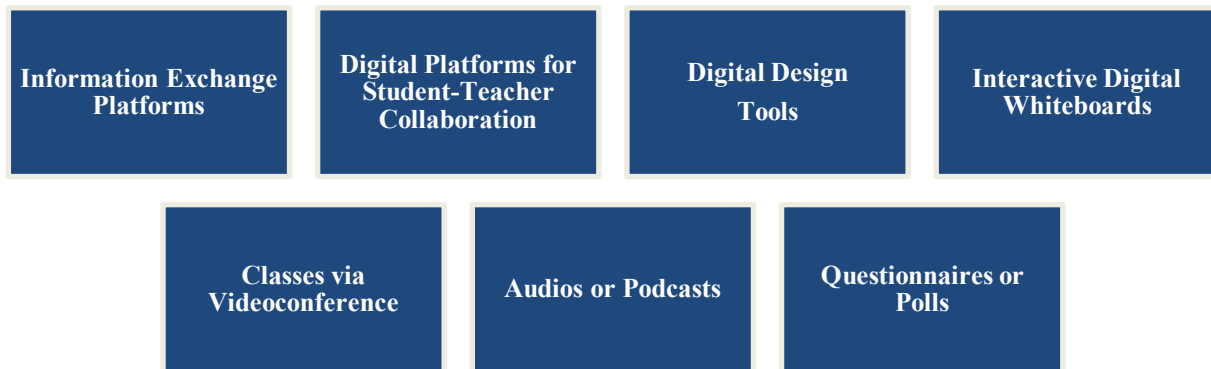 Information Exchange
Platforms
Digital Platforms for
Student-Teacher
Collaboration
Digital Design
Tools
Interactive Digital
Whiteboards
Classes via
Videoconference
Audios or Podcasts
Questionnaires or
Polls